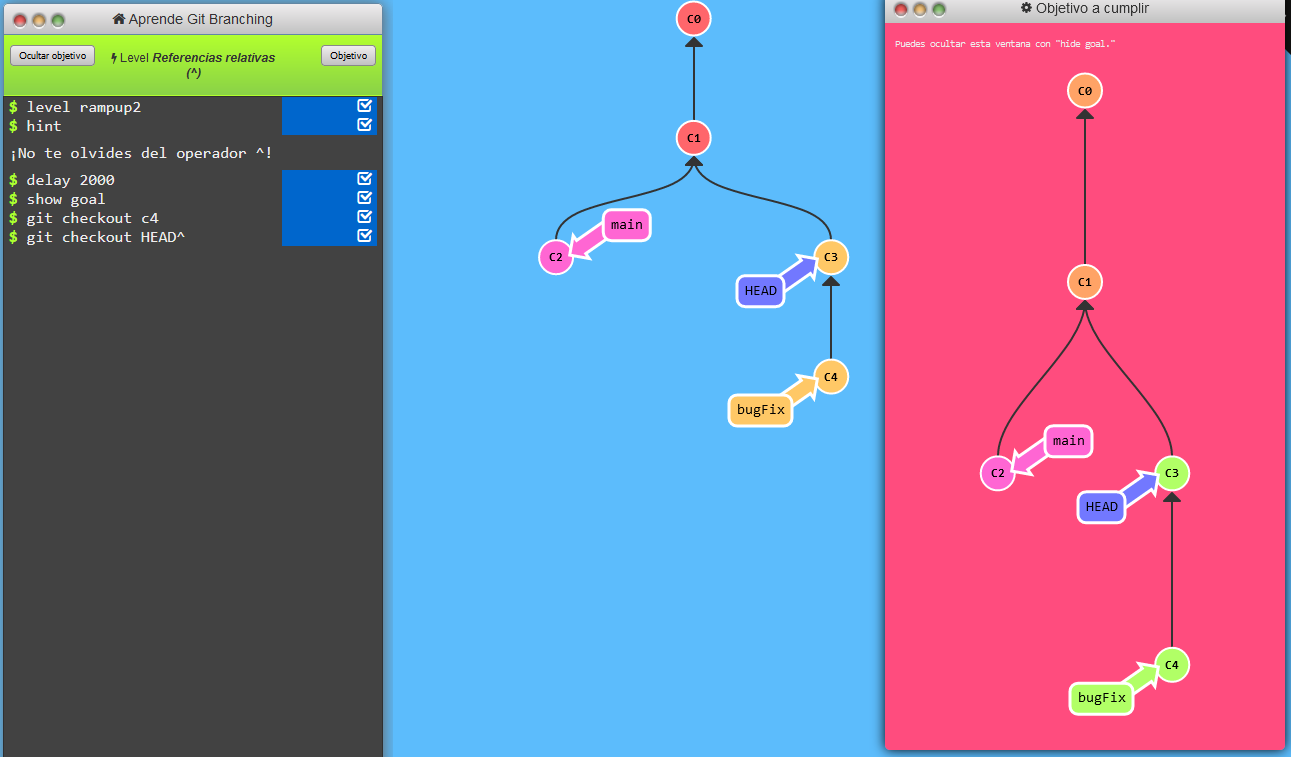 Aprende Git Branching
Ocultar objetivo
Level Referencias relativas
(^)
Objetivo
$ level rampup2
$ hint
¡No te olvides del operador ^!
$ delay 2000
$ show goal
$ git checkout c4
$ git checkout HEAD^
C0
C1
main
C2
C3
HEAD
C4
bugFix
Objetivo a cumplir
Puedes ocultar esta ventana con "hide goal."
C0
C1
main
C2
C3
HEAD
C4
bugFix